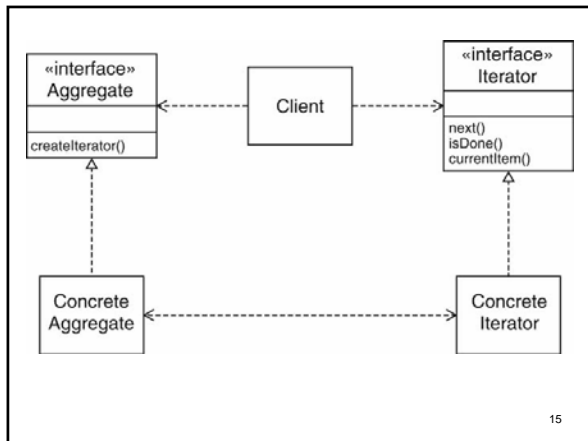 «interface»
Aggregate
createIterator()
Client
«interface»
Iterator
next()
isDone()
currentItem()
Concrete
Aggregate
Concrete
Iterator
15